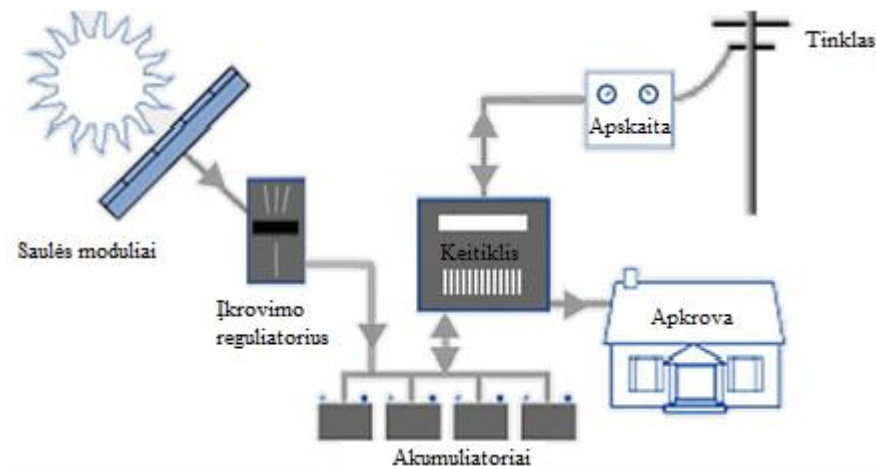 Tinklas
Apskaita
Saulės moduliai
Keitiklis
Įkrovimo
reguliatorius
Apkrova
Akumuliatoriai